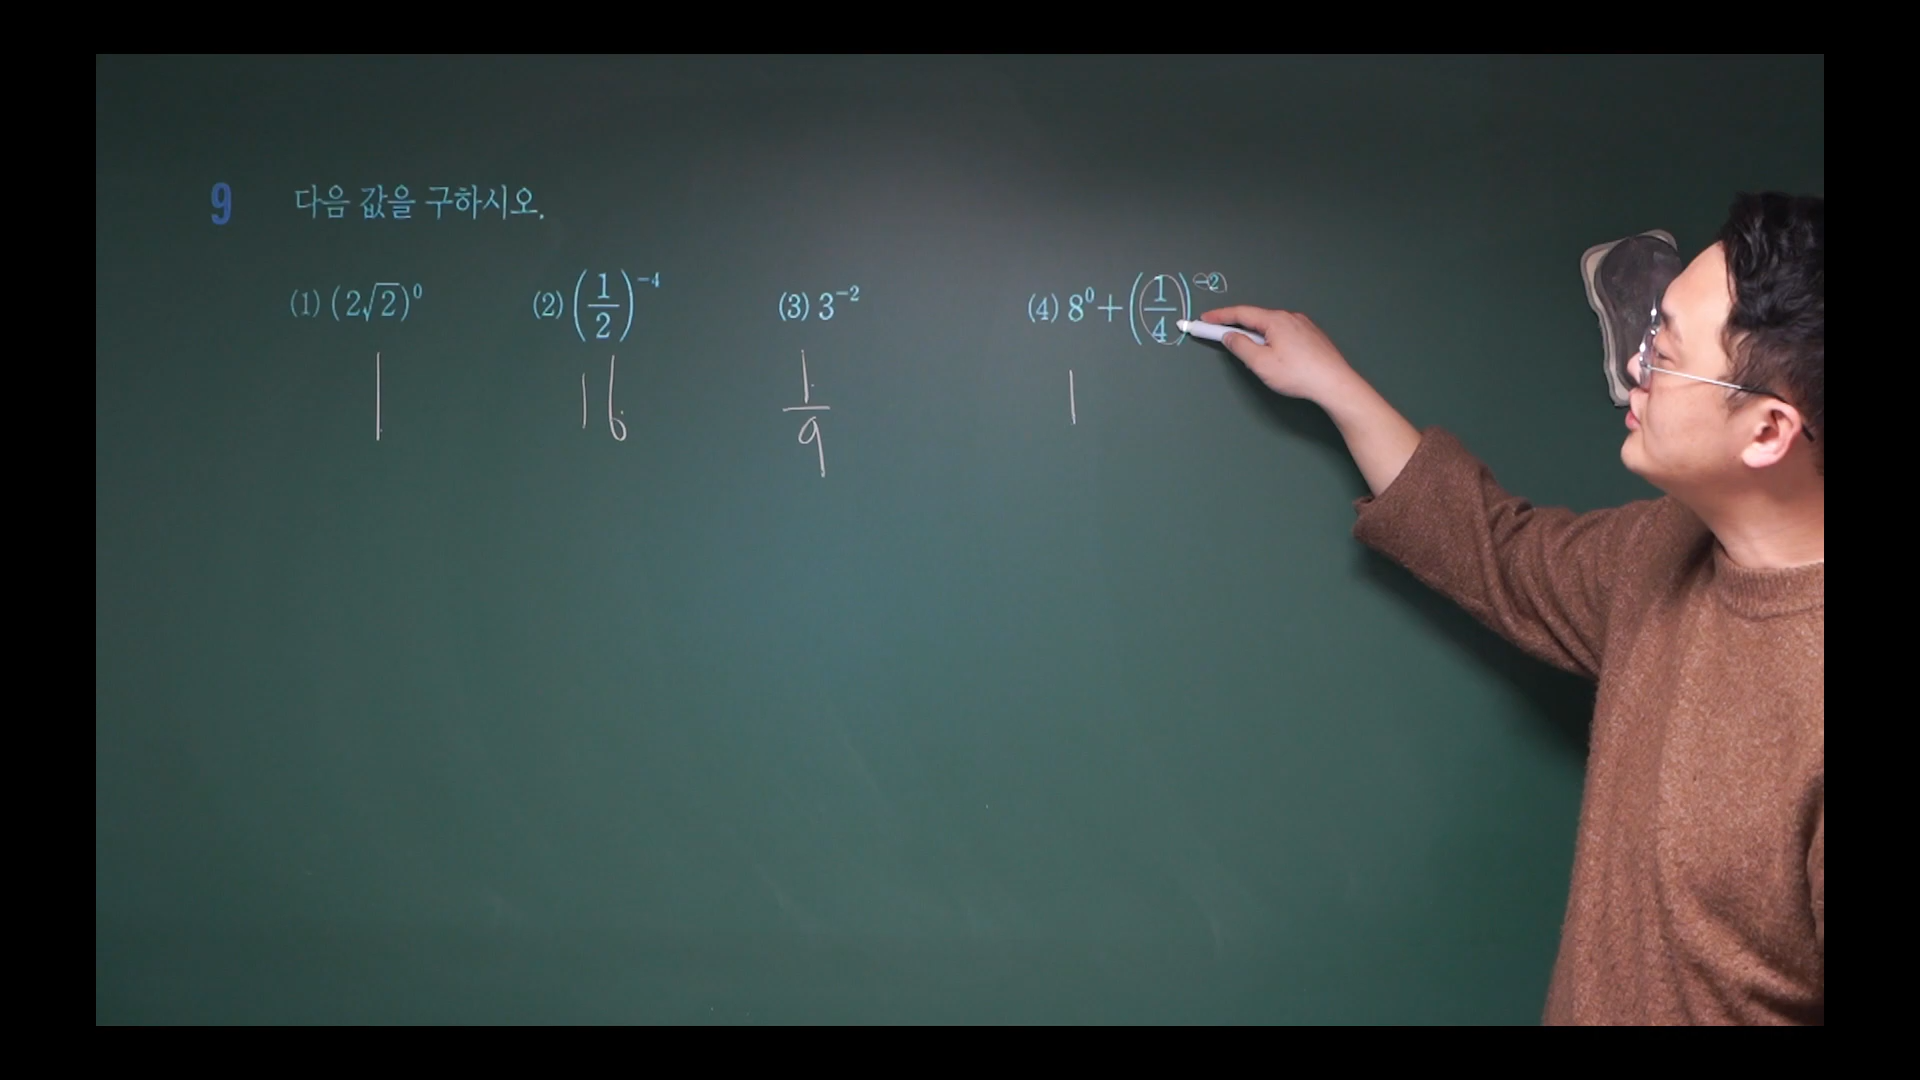 9 다음 값을 구하시오.
(1) (2√2)⁰ (2) (1/2)⁻⁴ (3) 3⁻² (4) 8⁰+(1/4)⁻²
1 16 1/9 1